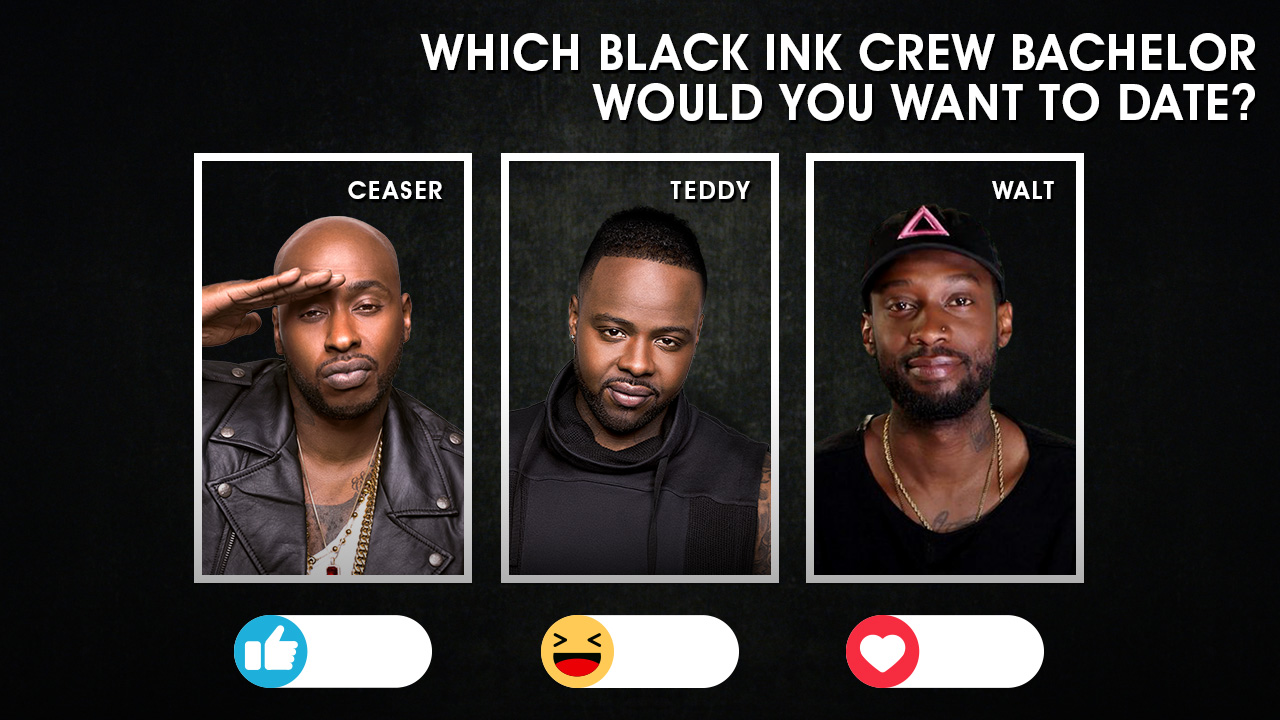 WHICH BLACK INK CREW BACHELOR
WOULD YOU WANT TO DATE?
CEASER
TEDDY
WALT